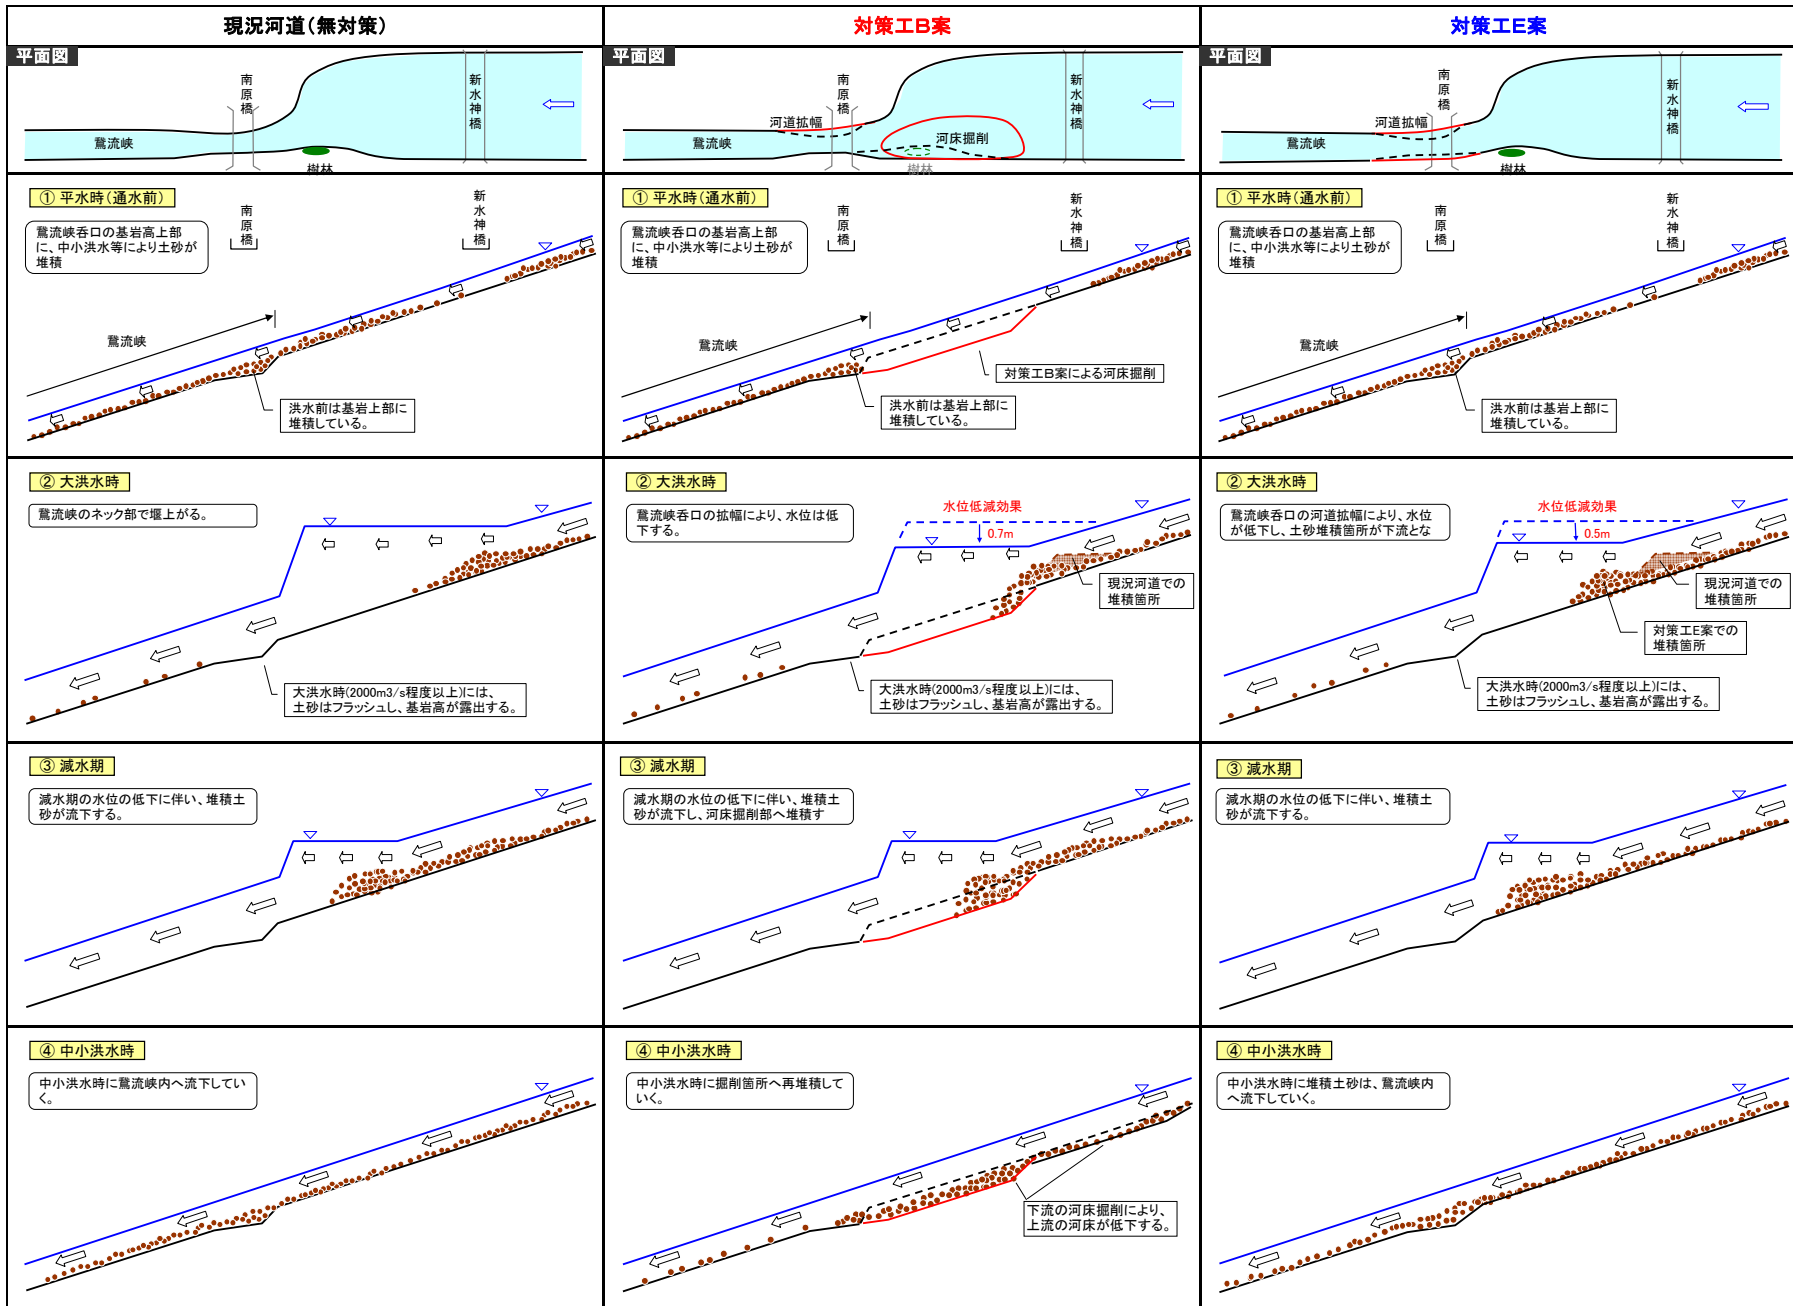 現況河道(無対策)
対策工B案
対策工E案
平面図
南原橋
新水神橋
鵞流峡
樹林
平面図
南原橋
新水神橋
河道拡幅
河床掘削
鵞流峡
樹林
平面図
南原橋
新水神橋
河道拡幅
鵞流峡
樹林
① 平水時(通水前)
鵞流峡呑口の基岩高上部
に、中小洪水等により土砂が
堆積
南原橋
新水神橋
鵞流峡
洪水前は基岩上部に
堆積している。
① 平水時(通水前)
鵞流峡呑口の基岩高上部
に、中小洪水等により土砂が
堆積
南原橋
新水神橋
鵞流峡
対策工B案による河床掘削
洪水前は基岩上部に
堆積している。
① 平水時(通水前)
鵞流峡呑口の基岩高上部
に、中小洪水等により土砂が
堆積
南原橋
新水神橋
鵞流峡
洪水前は基岩上部に
堆積している。
② 大洪水時
鵞流峡のネック部で堰上がる。
大洪水時(2000m3/s程度以上)には、
土砂はフラッシュし、基岩高が露出する。
② 大洪水時
鵞流峡呑口の拡幅により、水位は低
下する。
水位低減効果
0.7m
現況河道での
堆積箇所
大洪水時(2000m3/s程度以上)には、
土砂はフラッシュし、基岩高が露出する。
② 大洪水時
鵞流峡呑口の河道拡幅により、水位
が低下し、土砂堆積箇所が下流とな
水位低減効果
0.5m
現況河道での
堆積箇所
対策工E案での
堆積箇所
大洪水時(2000m3/s程度以上)には、
土砂はフラッシュし、基岩高が露出する。
③ 減水期
減水期の水位の低下に伴い、堆積土
砂が流下する。
③ 減水期
減水期の水位の低下に伴い、堆積土
砂が流下し、河床掘削部へ堆積す
③ 減水期
減水期の水位の低下に伴い、堆積土
砂が流下する。
④ 中小洪水時
中小洪水時に鵞流峡内へ流下してい
く。
④ 中小洪水時
中小洪水時に掘削箇所へ再堆積して
いく。
下流の河床掘削により、
上流の河床が低下する。
④ 中小洪水時
中小洪水時に堆積土砂は、鵞流峡内
へ流下していく。